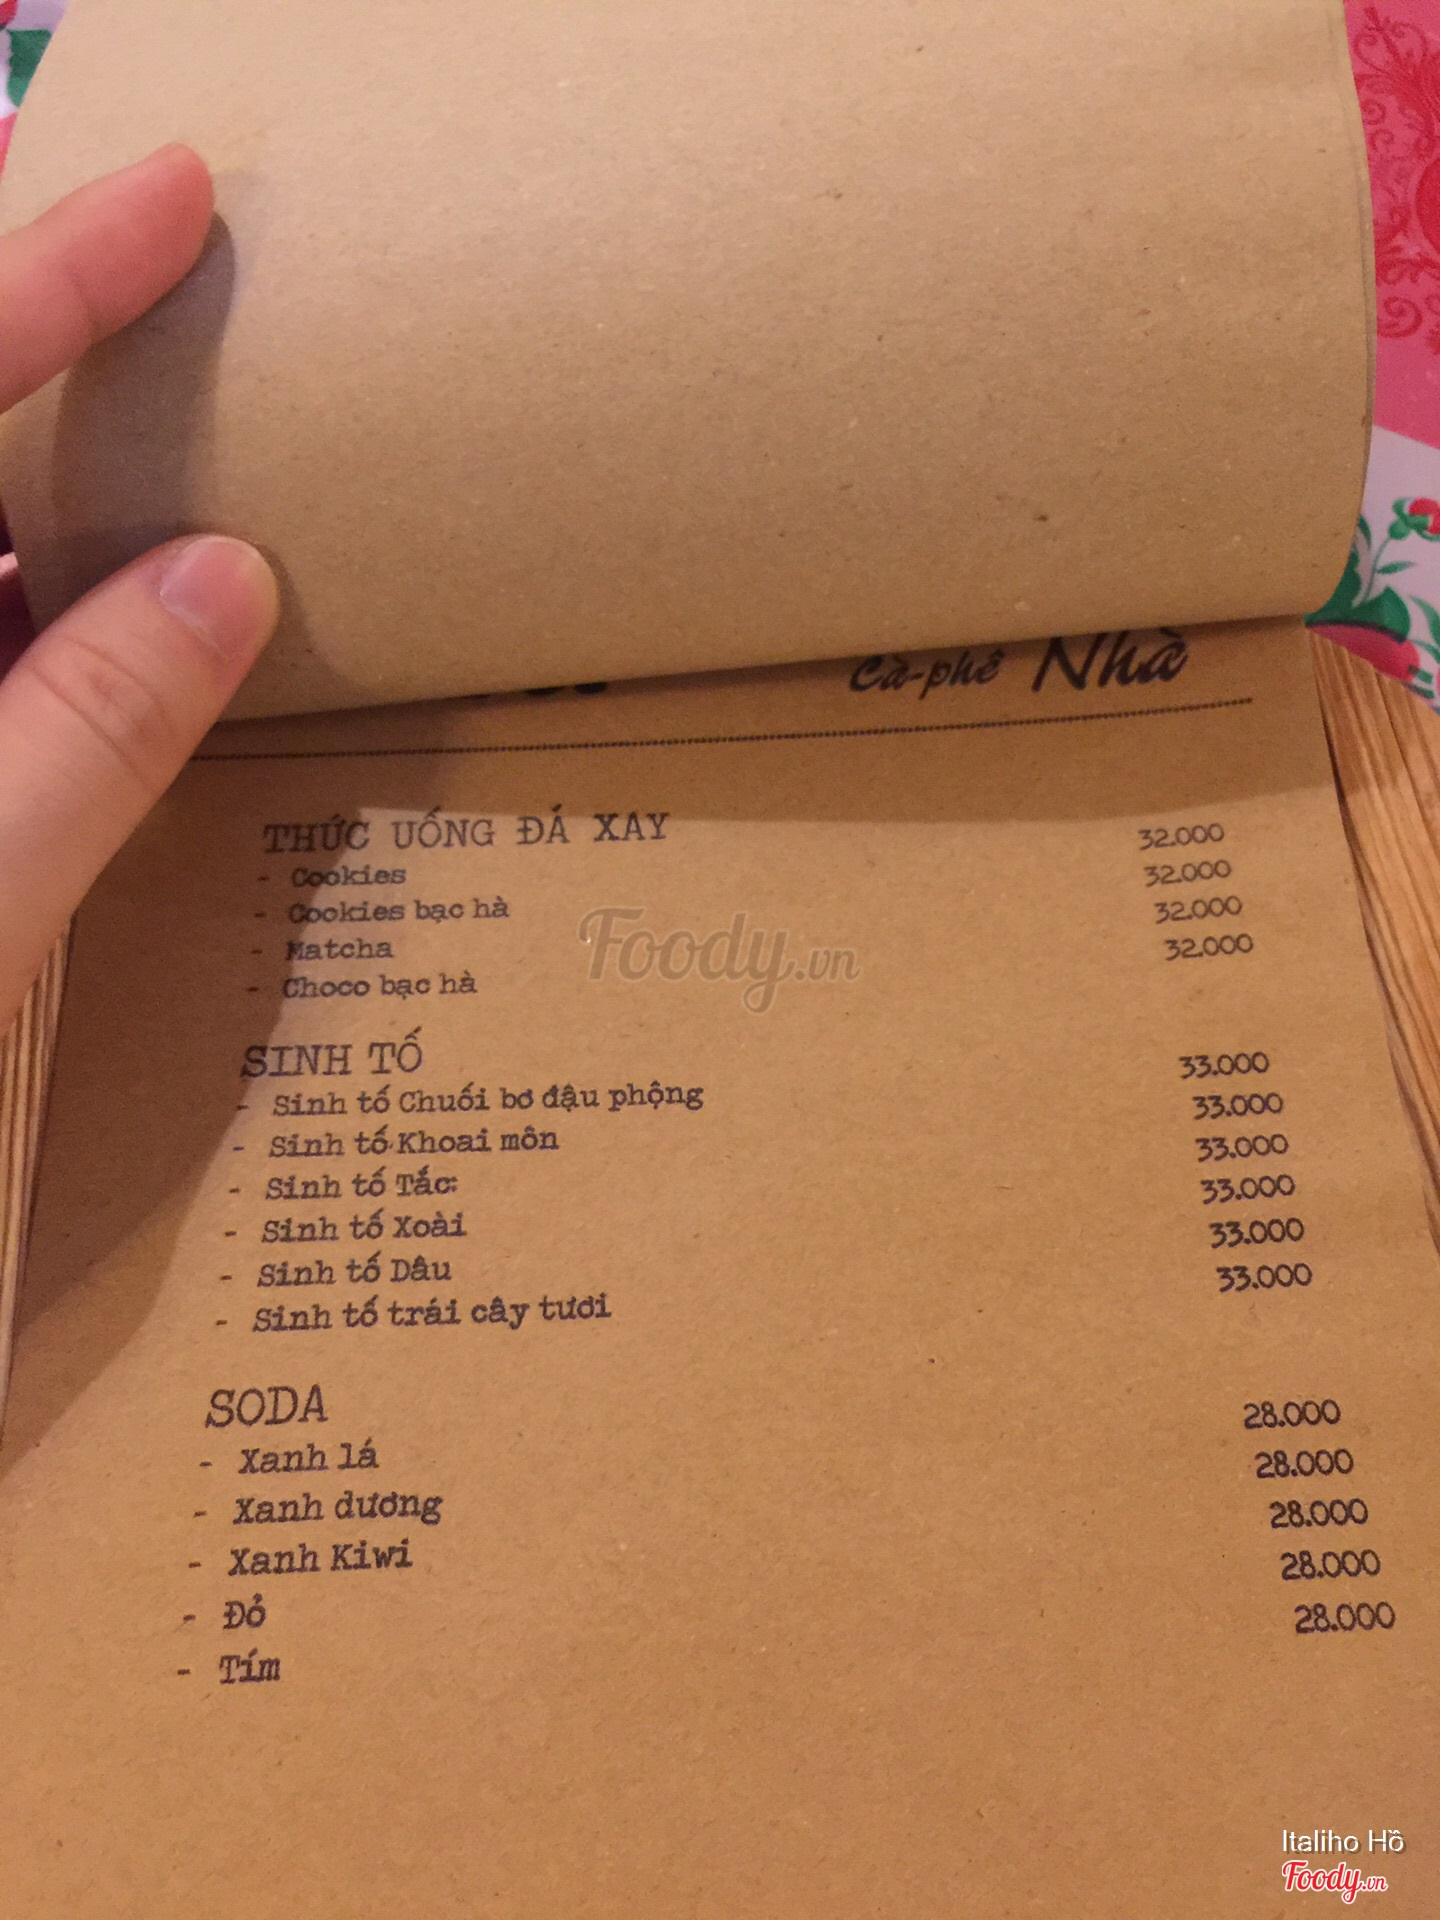 Cà-phê Nhà
THỨC UỐNG ĐÁ XAY
- Cookies 32.000
- Cookies bạc hà 32.000
- Matcha 32.000
- Choco bạc hà 32.000
SINH TỐ
- Sinh tố Chuối bơ đậu phộng 33.000
- Sinh tố Khoai môn 33.000
- Sinh tố Tắc 33.000
- Sinh tố Xoài 33.000
- Sinh tố Dâu 33.000
- Sinh tố trái cây tươi 33.000
SODA
- Xanh lá 28.000
- Xanh dương 28.000
- Xanh Kiwi 28.000
- Đỏ 28.000
- Tím 28.000
Foody.vn
Italiho Hồ
Foody.vn